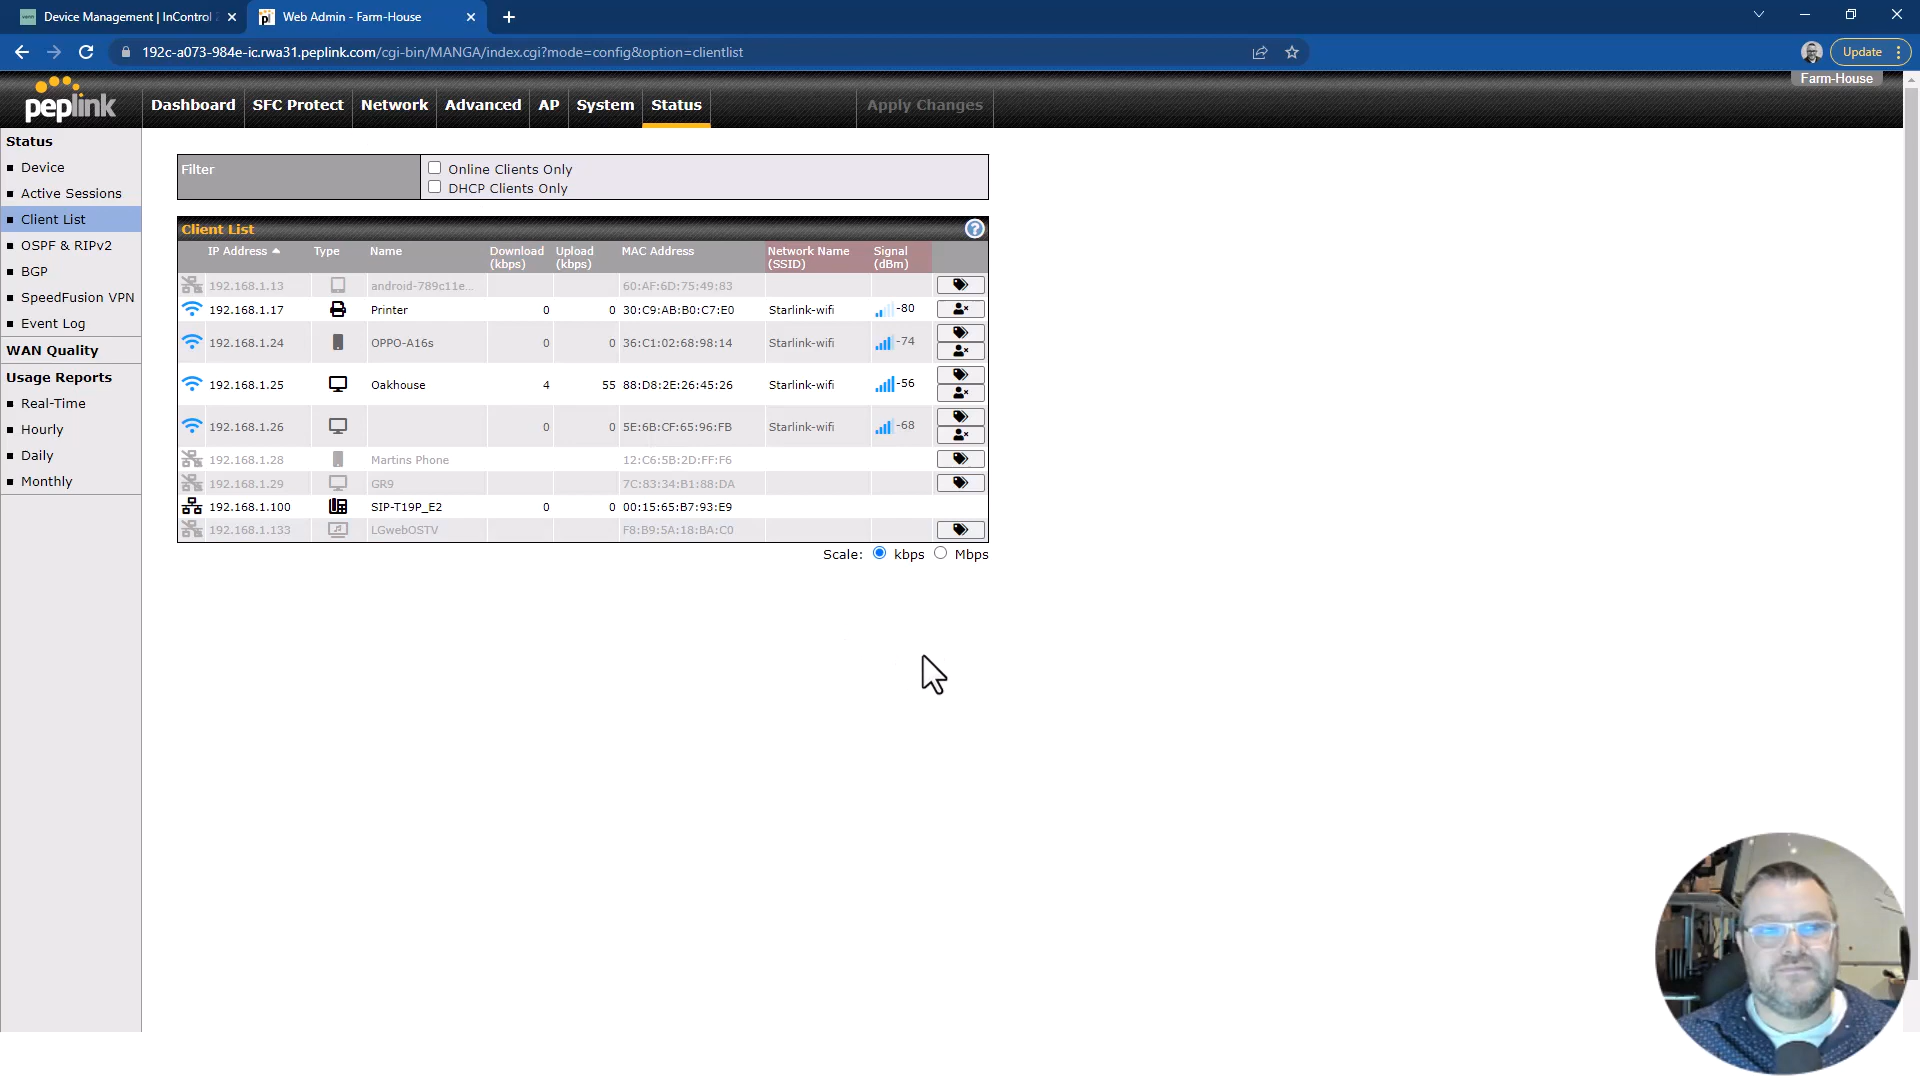 Device Management | InControl
Web Admin - Farm-House
192c-a073-984e-ic.rwa31.peplink.com/cgi-bin/MANGA/index.cgi?mode=config&option=clientlist
Update
Farm-House
peplink
Dashboard SFC Protect Network Advanced AP System Status Apply Changes
Status
Device
Active Sessions
Client List
OSPF & RIPv2
BGP
SpeedFusion VPN
Event Log
WAN Quality
Usage Reports
Real-Time
Hourly
Daily
Monthly
Filter
Online Clients Only
DHCP Clients Only
Client List
IP Address Type Name Download (kbps) Upload (kbps) MAC Address Network Name (SSID) Signal (dBm)
192.168.1.13 android-789c11e... 60:AF:6D:75:49:83
192.168.1.17 Printer 0 0 30:C9:AB:B0:C7:E0 Starlink-wifi -80
192.168.1.24 OPPO-A16s 0 0 36:C1:02:68:98:14 Starlink-wifi -74
192.168.1.25 Oakhouse 4 55 88:D8:2E:26:45:26 Starlink-wifi -56
192.168.1.26 0 0 5E:6B:CF:65:96:FB Starlink-wifi -68
192.168.1.28 Martins Phone 12:C6:5B:2D:FF:F6
192.168.1.29 GR9 7C:83:34:B1:88:DA
192.168.1.100 SIP-T19P_E2 0 0 00:15:65:B7:93:E9
192.168.1.133 LGwebOSTV F8:B9:5A:18:BA:C0
Scale: kbps Mbps